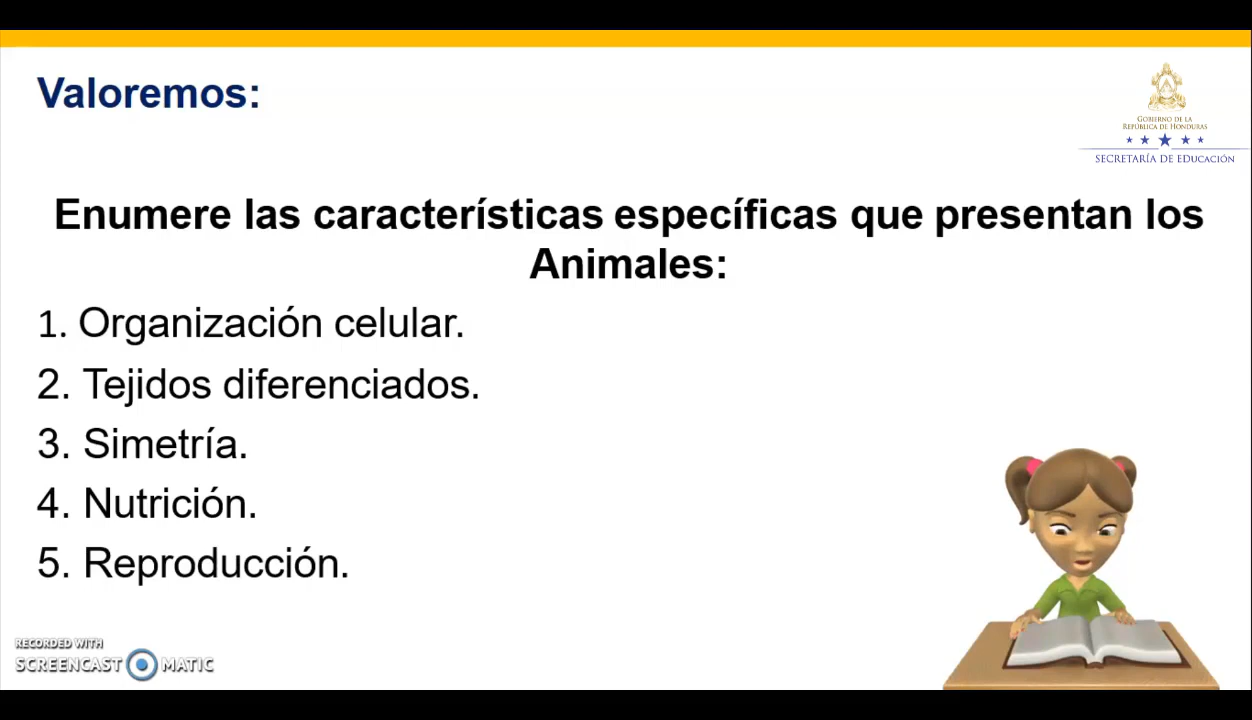 Valoremos:
GOBIERNO DE LA
REPÚBLICA DE HONDURAS
SECRETARÍA DE EDUCACIÓN
Enumere las características específicas que presentan los
Animales:
1. Organización celular.
2. Tejidos diferenciados.
3. Simetría.
4. Nutrición.
5. Reproducción.
RECORDED WITH
SCREENCAST MATIC